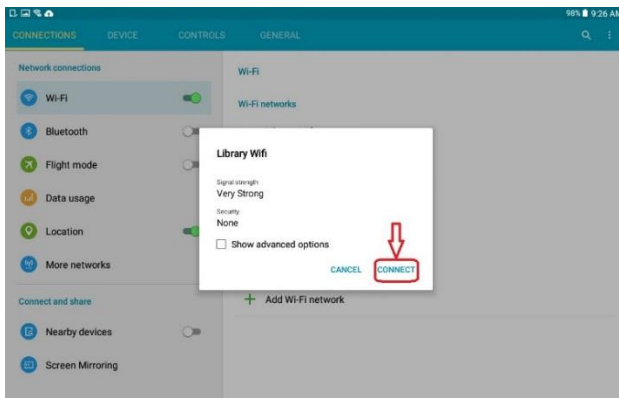 98% 9:26 AM
CONNECTIONS DEVICE CONTROLS GENERAL
Network connections
Wi-Fi
Bluetooth
Flight mode
Data usage
Location
More networks
Connect and share
Nearby devices
Screen Mirroring
Wi-Fi
Wi-Fi networks
Library Wifi
Signal strength
Very Strong
Security
None
Show advanced options
CANCEL CONNECT
Add Wi-Fi network